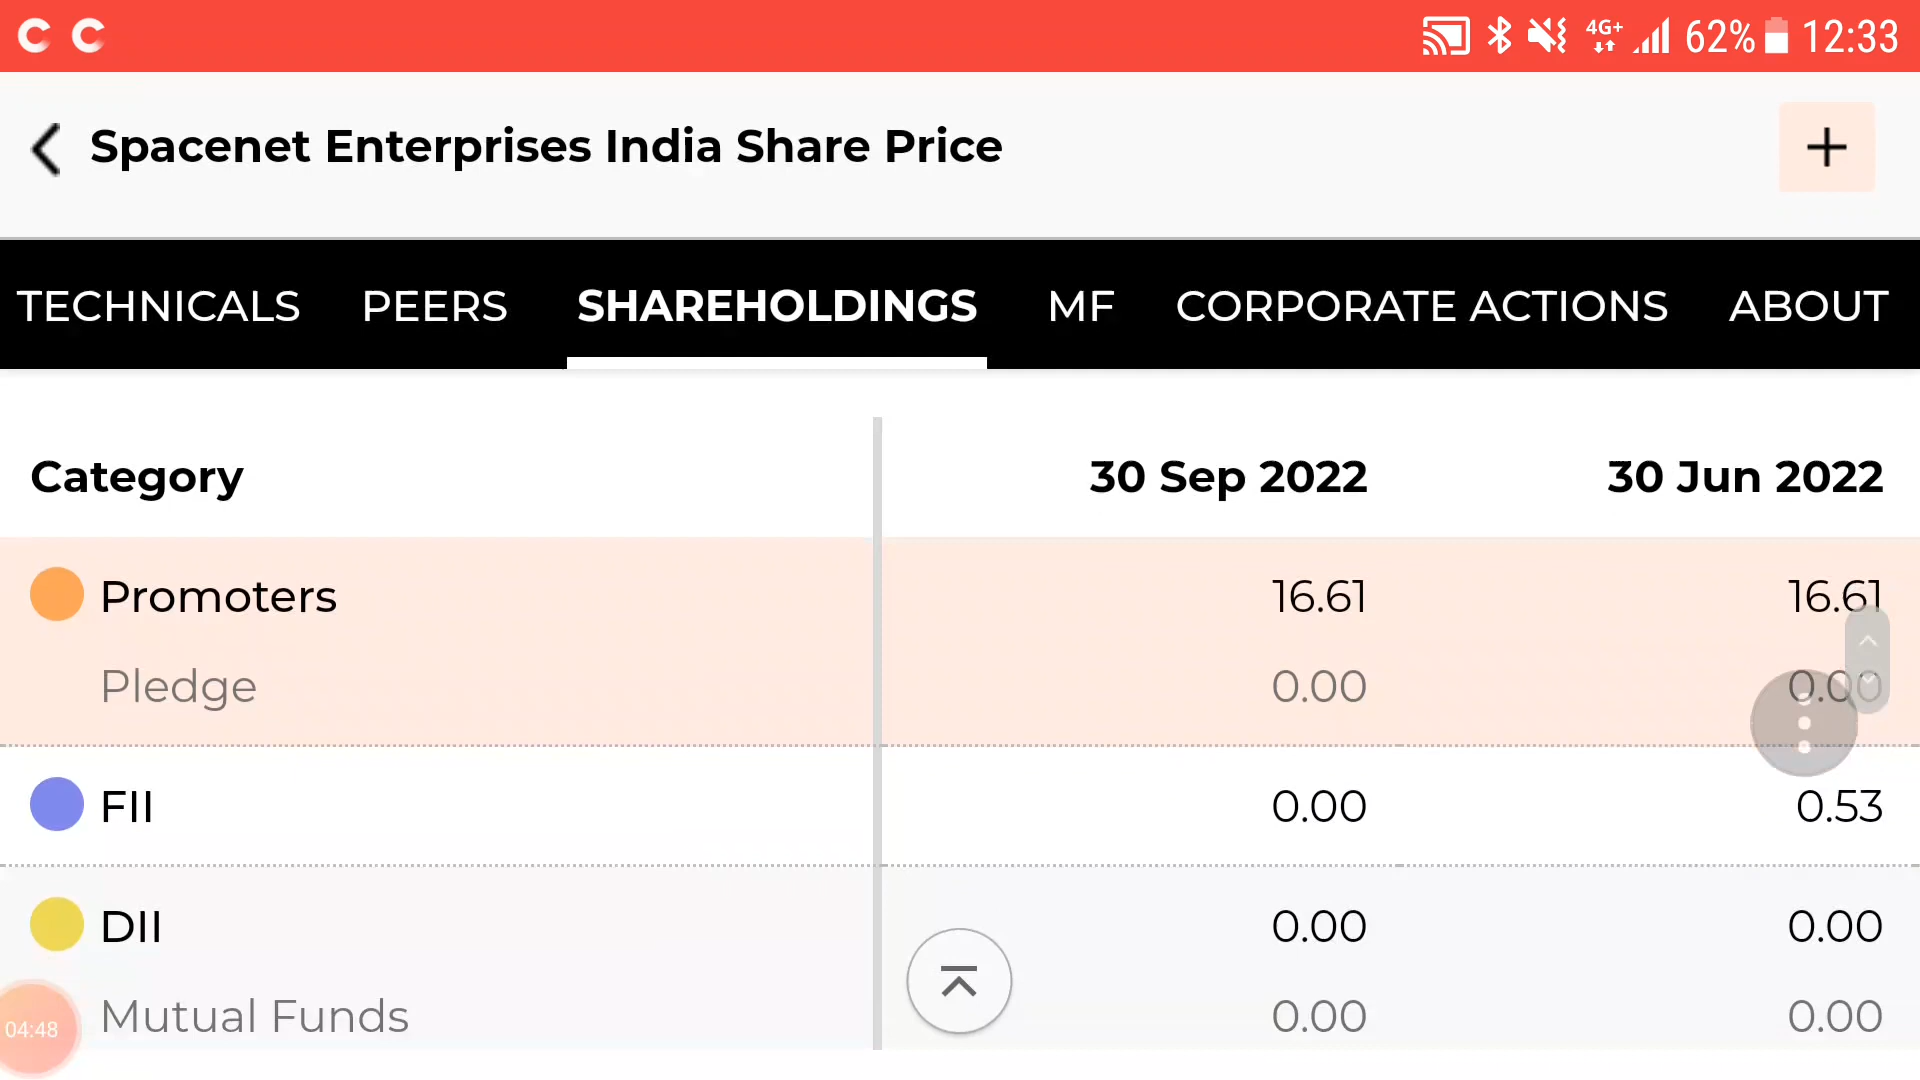 4G+ 62% 12:33
Spacenet Enterprises India Share Price
+
TECHNICALS PEERS SHAREHOLDINGS MF CORPORATE ACTIONS ABOUT
Category 30 Sep 2022 30 Jun 2022
Promoters 16.61 16.61
Pledge 0.00 0.00
FII 0.00 0.53
DII 0.00 0.00
Mutual Funds 0.00 0.00
04:48